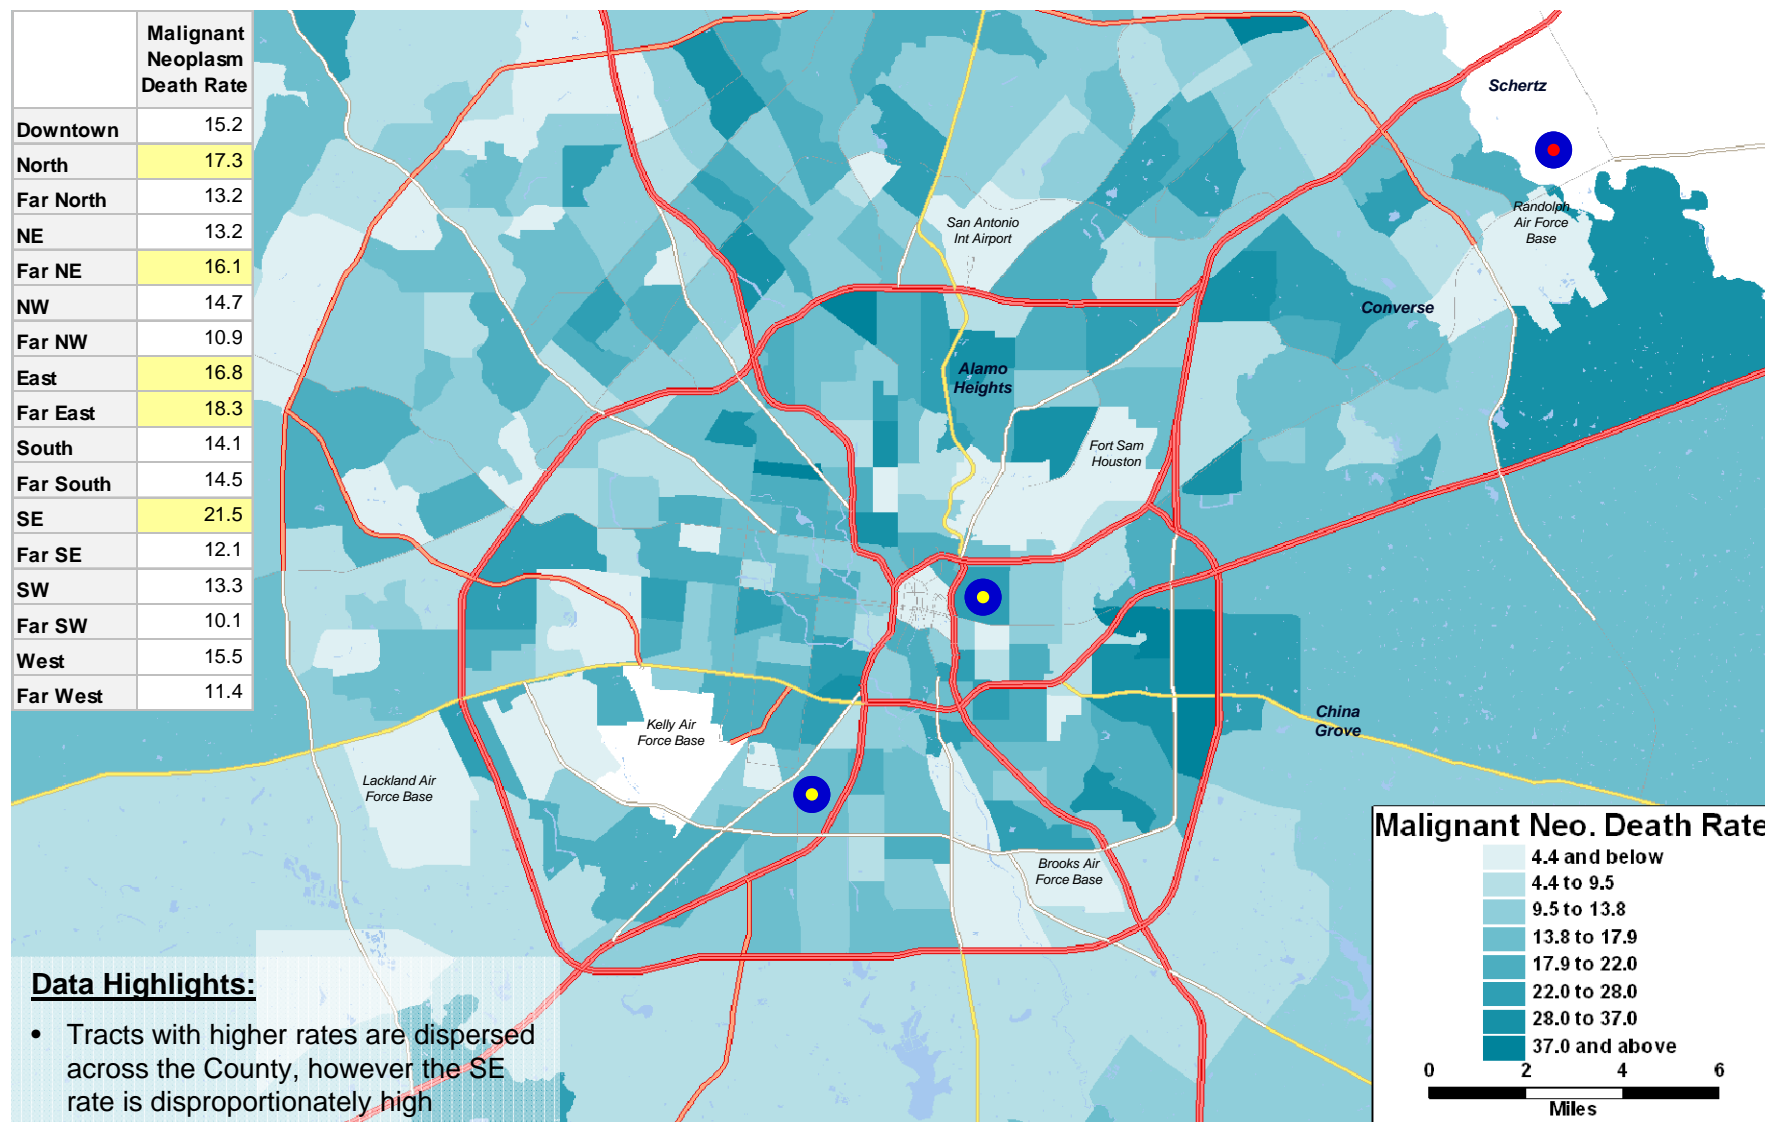 Malignant
Neoplasm
Death Rate
Downtown 15.2
North 17.3
Far North 13.2
NE 13.2
Far NE 16.1
NW 14.7
Far NW 10.9
East 16.8
Far East 18.3
South 14.1
Far South 14.5
SE 21.5
Far SE 12.1
SW 13.3
Far SW 10.1
West 15.5
Far West 11.4
Schertz
Randolph
Air Force
Base
San Antonio
Int Airport
Converse
Alamo
Heights
Fort Sam
Houston
Kelly Air
Force Base
China
Grove
Lackland Air
Force Base
Brooks Air
Force Base
Malignant Neo. Death Rate
4.4 and below
4.4 to 9.5
9.5 to 13.8
13.8 to 17.9
17.9 to 22.0
22.0 to 28.0
28.0 to 37.0
37.0 and above
0 2 4 6
Miles
Data Highlights:
• Tracts with higher rates are dispersed
across the County, however the SE
rate is disproportionately high